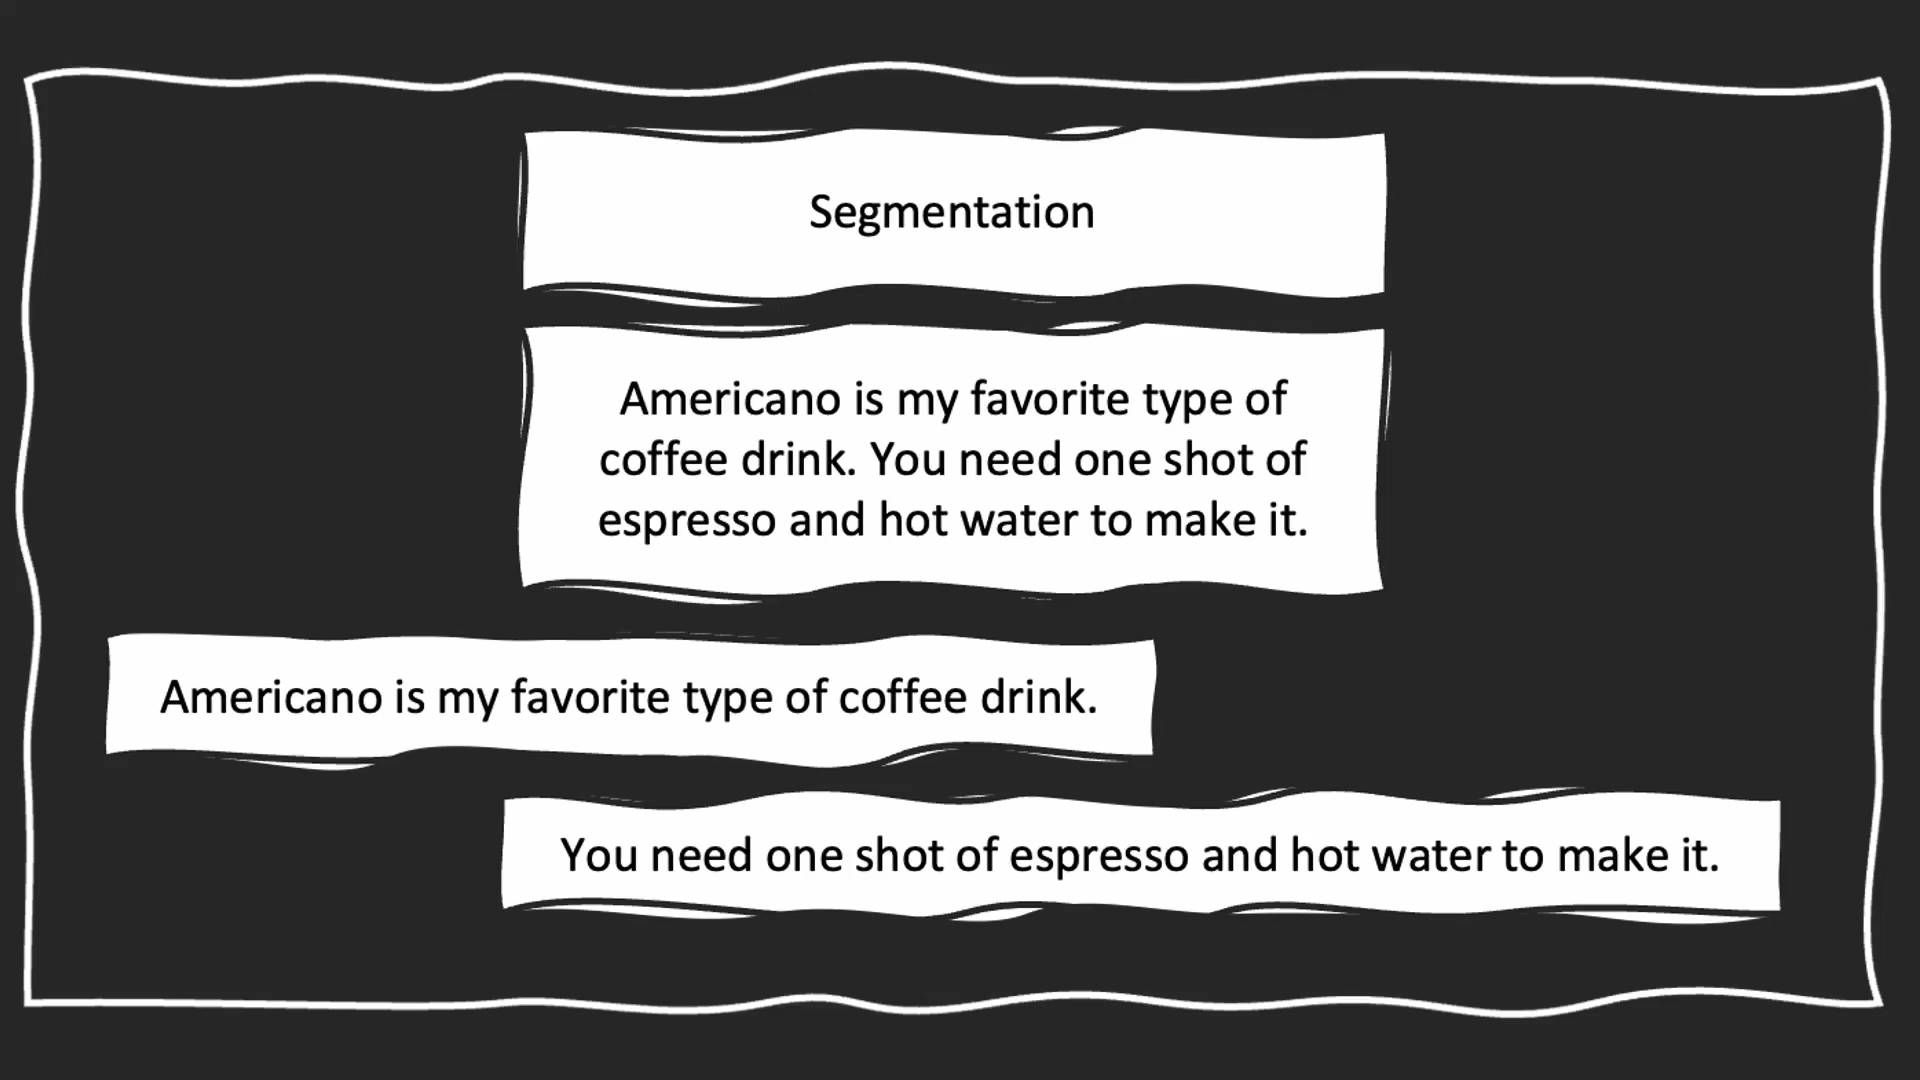 Segmentation
Americano is my favorite type of
coffee drink. You need one shot of
espresso and hot water to make it.
Americano is my favorite type of coffee drink.
You need one shot of espresso and hot water to make it.